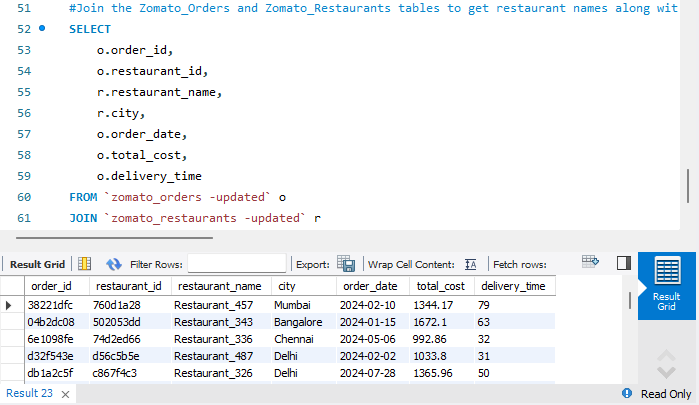 51 #Join the Zomato_Orders and Zomato_Restaurants tables to get restaurant names along wit
52 SELECT
53 o.order_id,
54 o.restaurant_id,
55 r.restaurant_name,
56 r.city,
57 o.order_date,
58 o.total_cost,
59 o.delivery_time
60 FROM `zomato_orders -updated` o
61 JOIN `zomato_restaurants -updated` r
Result Grid Filter Rows: Export: Wrap Cell Content: Fetch rows:
order_id restaurant_id restaurant_name city order_date total_cost delivery_time
38221dfc 760d1a28 Restaurant_457 Mumbai 2024-02-10 1344.17 79
04b2dc08 502053dd Restaurant_343 Bangalore 2024-01-15 1672.1 63
6e1098fe 74d2ed66 Restaurant_336 Chennai 2024-05-06 992.86 32
d32f543e d56c5b5e Restaurant_487 Delhi 2024-02-02 1033.8 31
db1a2c5f c867f4c3 Restaurant_326 Delhi 2024-07-28 1365.96 50
Result
Grid
Result 23 Read Only